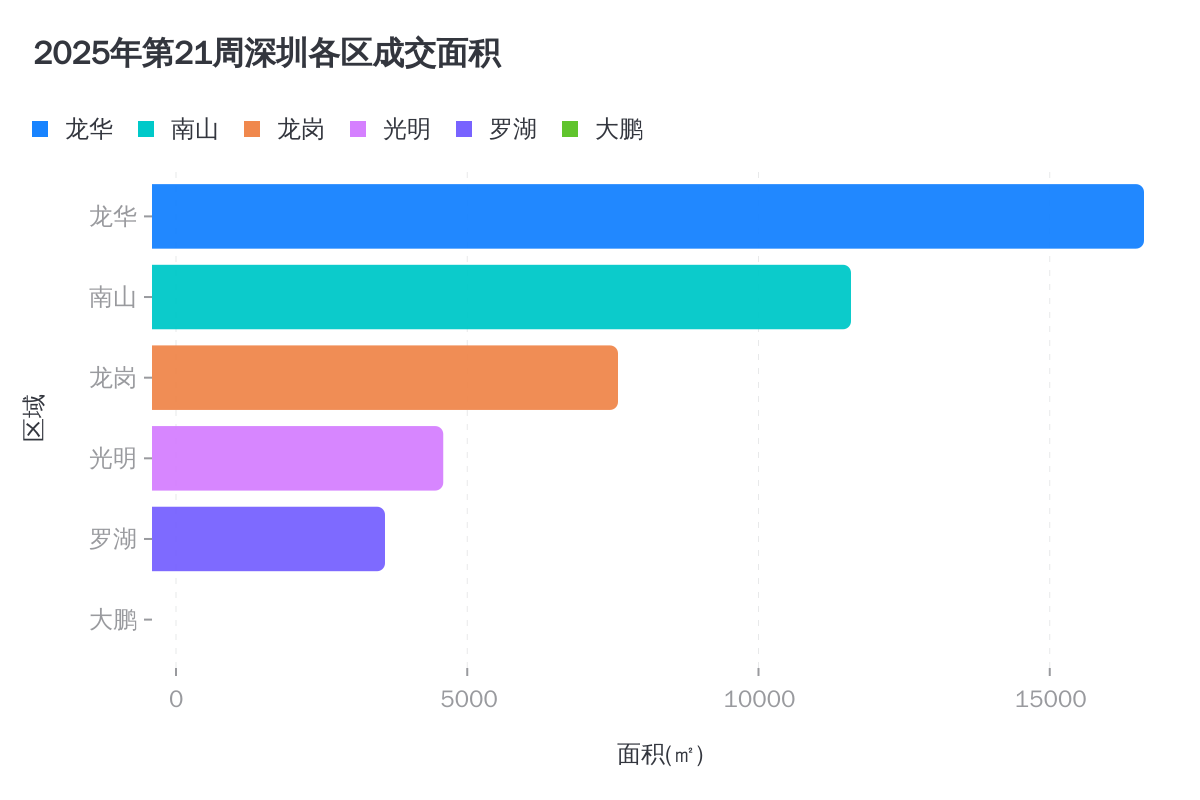 2025年第21周深圳各区成交面积
龙华 南山 龙岗 光明 罗湖 大鹏
龙华
南山
龙岗
光明
罗湖
大鹏
区域
0 5000 10000 15000
面积(㎡)